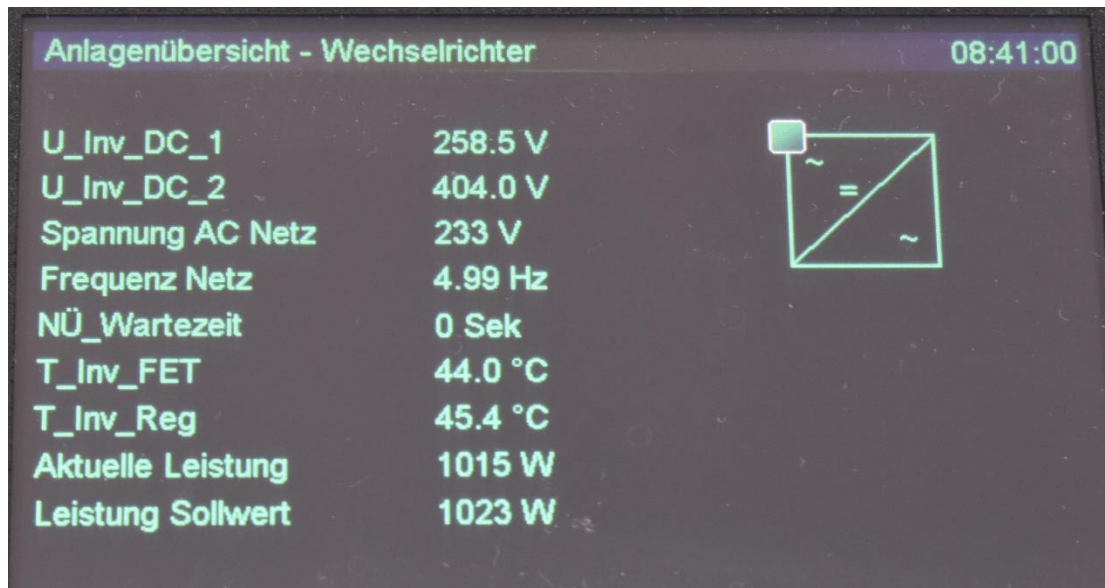 Anlagenübersicht - Wechselrichter 08:41:00
U_Inv_DC_1 258.5 V
U_Inv_DC_2 404.0 V
Spannung AC Netz 233 V
Frequenz Netz 4.99 Hz
NÜ_Wartezeit 0 Sek
T_Inv_FET 44.0 °C
T_Inv_Reg 45.4 °C
Aktuelle Leistung 1015 W
Leistung Sollwert 1023 W
~
=
~